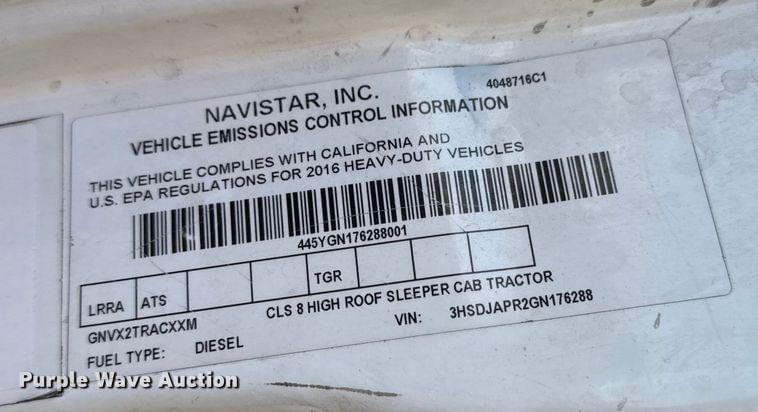 NAVISTAR, INC.
4048716C1
VEHICLE EMISSIONS CONTROL INFORMATION
THIS VEHICLE COMPLIES WITH CALIFORNIA AND
U.S. EPA REGULATIONS FOR 2016 HEAVY-DUTY VEHICLES
445YGN176288001
LRRA ATS TGR
GNVX2TRACXXM CLS 8 HIGH ROOF SLEEPER CAB TRACTOR
FUEL TYPE: DIESEL VIN: 3HSDJAPR2GN176288
Purple Wave Auction